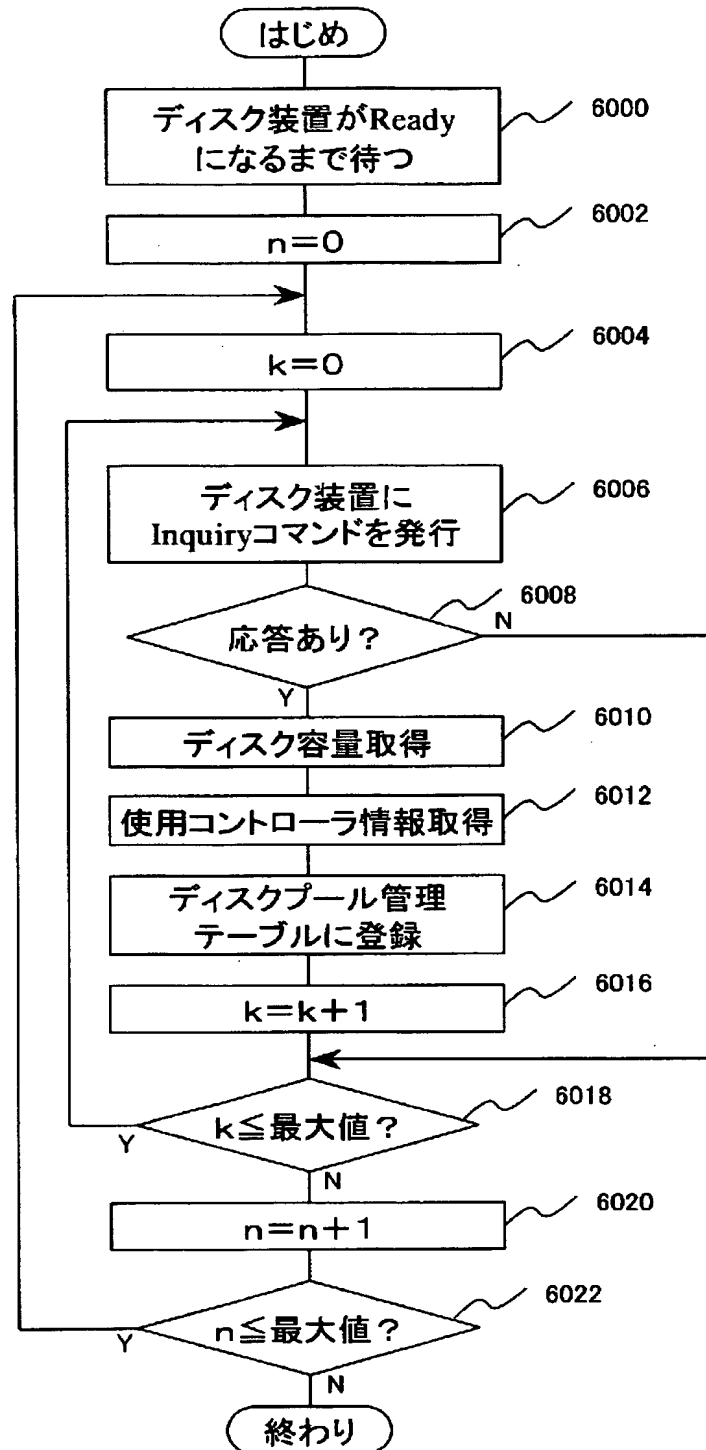 はじめ
ディスク装置がReady
になるまで待つ
6000
n=0
6002
k=0
6004
ディスク装置に
Inquiryコマンドを発行
6006
応答あり?
6008
N
Y
ディスク容量取得
6010
使用コントローラ情報取得
6012
ディスクプール管理
テーブルに登録
6014
k=k+1
6016
k≦最大値?
6018
Y
N
n=n+1
6020
n≦最大値?
6022
Y
N
終わり